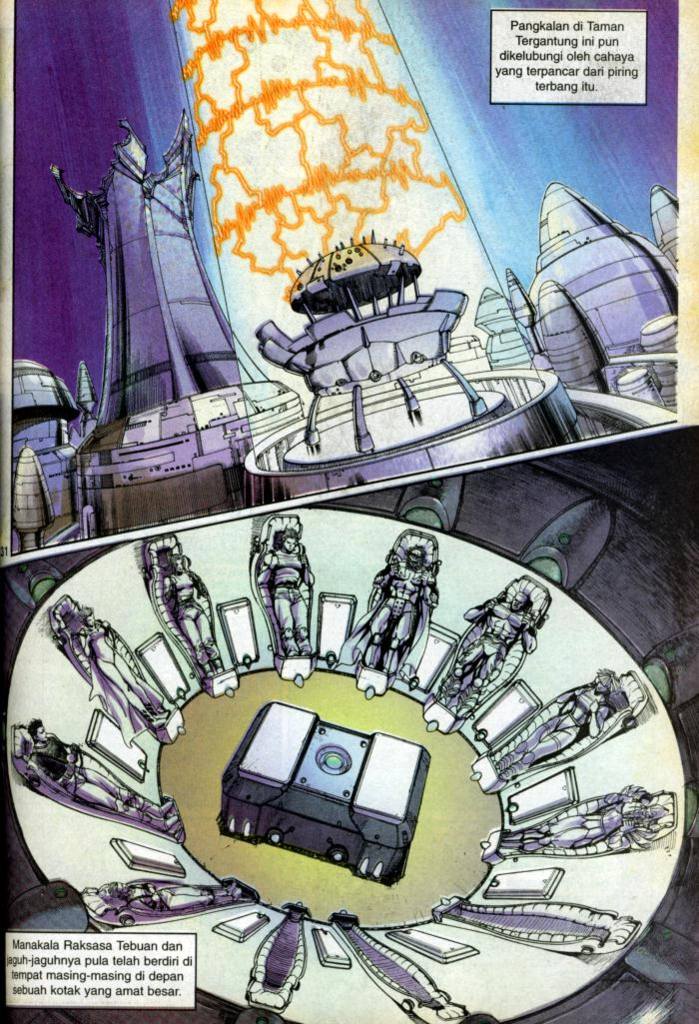 Pangkalan di Taman
Tergantung ini pun
dikelubungi oleh cahaya
yang terpancar dari piring
terbang itu.
31
Manakala Raksasa Tebuan dan
jaguh-jaguhnya pula telah berdiri di
tempat masing-masing di depan
sebuah kotak yang amat besar.